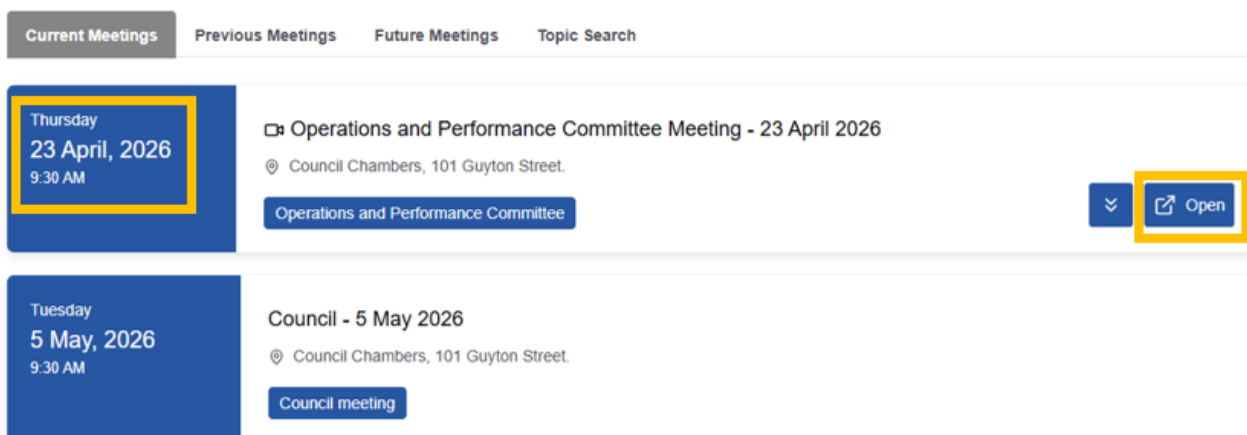 Current Meetings Previous Meetings Future Meetings Topic Search
Thursday
23 April, 2026
9:30 AM
Operations and Performance Committee Meeting - 23 April 2026
Council Chambers, 101 Guyton Street.
Operations and Performance Committee
Open
Tuesday
5 May, 2026
9:30 AM
Council - 5 May 2026
Council Chambers, 101 Guyton Street.
Council meeting